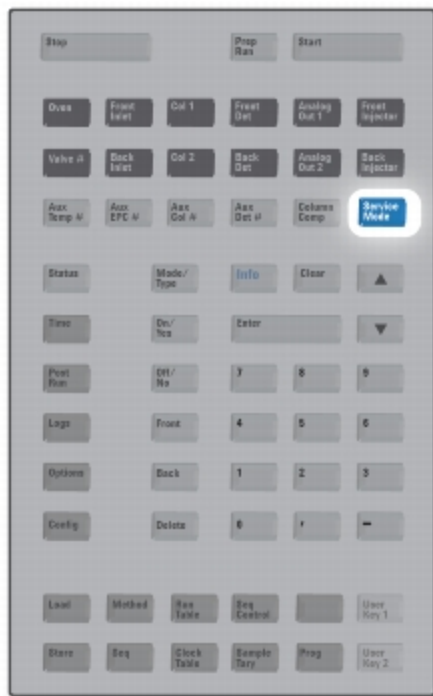 Stop
Prep Run
Start
Oven
Front Inlet
Col 1
Front Det
Analog Out 1
Front Injector
Valve #
Back Inlet
Col 2
Back Det
Analog Out 2
Back Injector
Aux Temp #
Aux EPC #
Aux Col #
Aux Det #
Column Comp
Service Mode
Status
Mode/ Type
Info
Clear
▲
Time
On/ Yes
Enter
▼
Post Run
Off/ No
7
8
9
Logs
Front
4
5
6
Options
Back
1
2
3
Config
Delete
0
–
Load
Method
Run Table
Seq Control
User Key 1
Store
Seq
Clock Table
Sample Tray
Prog
User Key 2